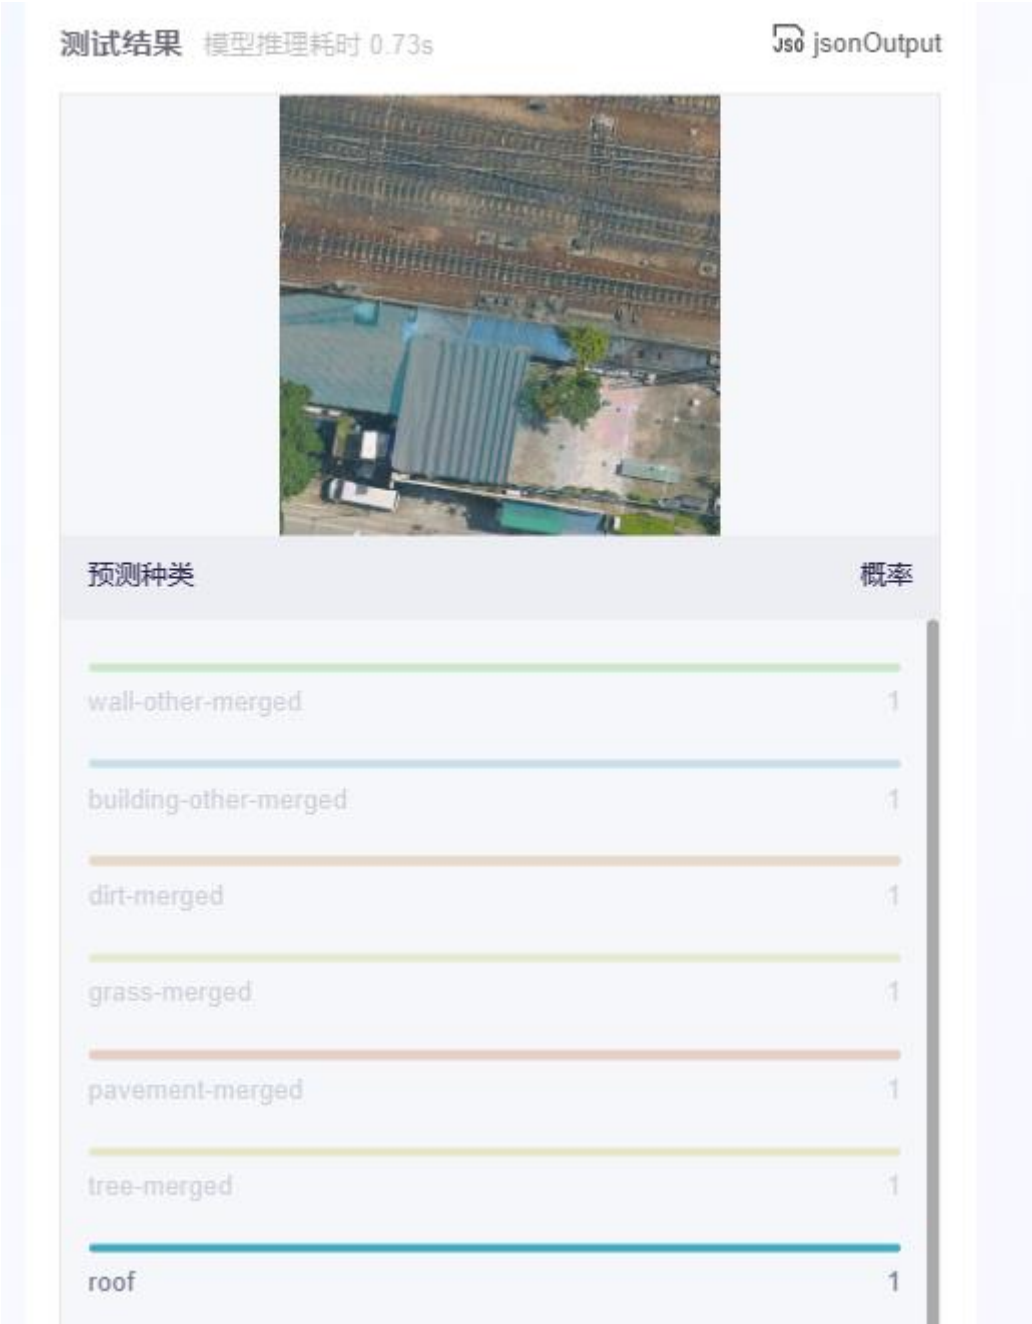 测试结果 模型推理耗时 0.73s JSO jsonOutput
预测种类 概率
wall-other-merged 1
building-other-merged 1
dirt-merged 1
grass-merged 1
pavement-merged 1
tree-merged 1
roof 1